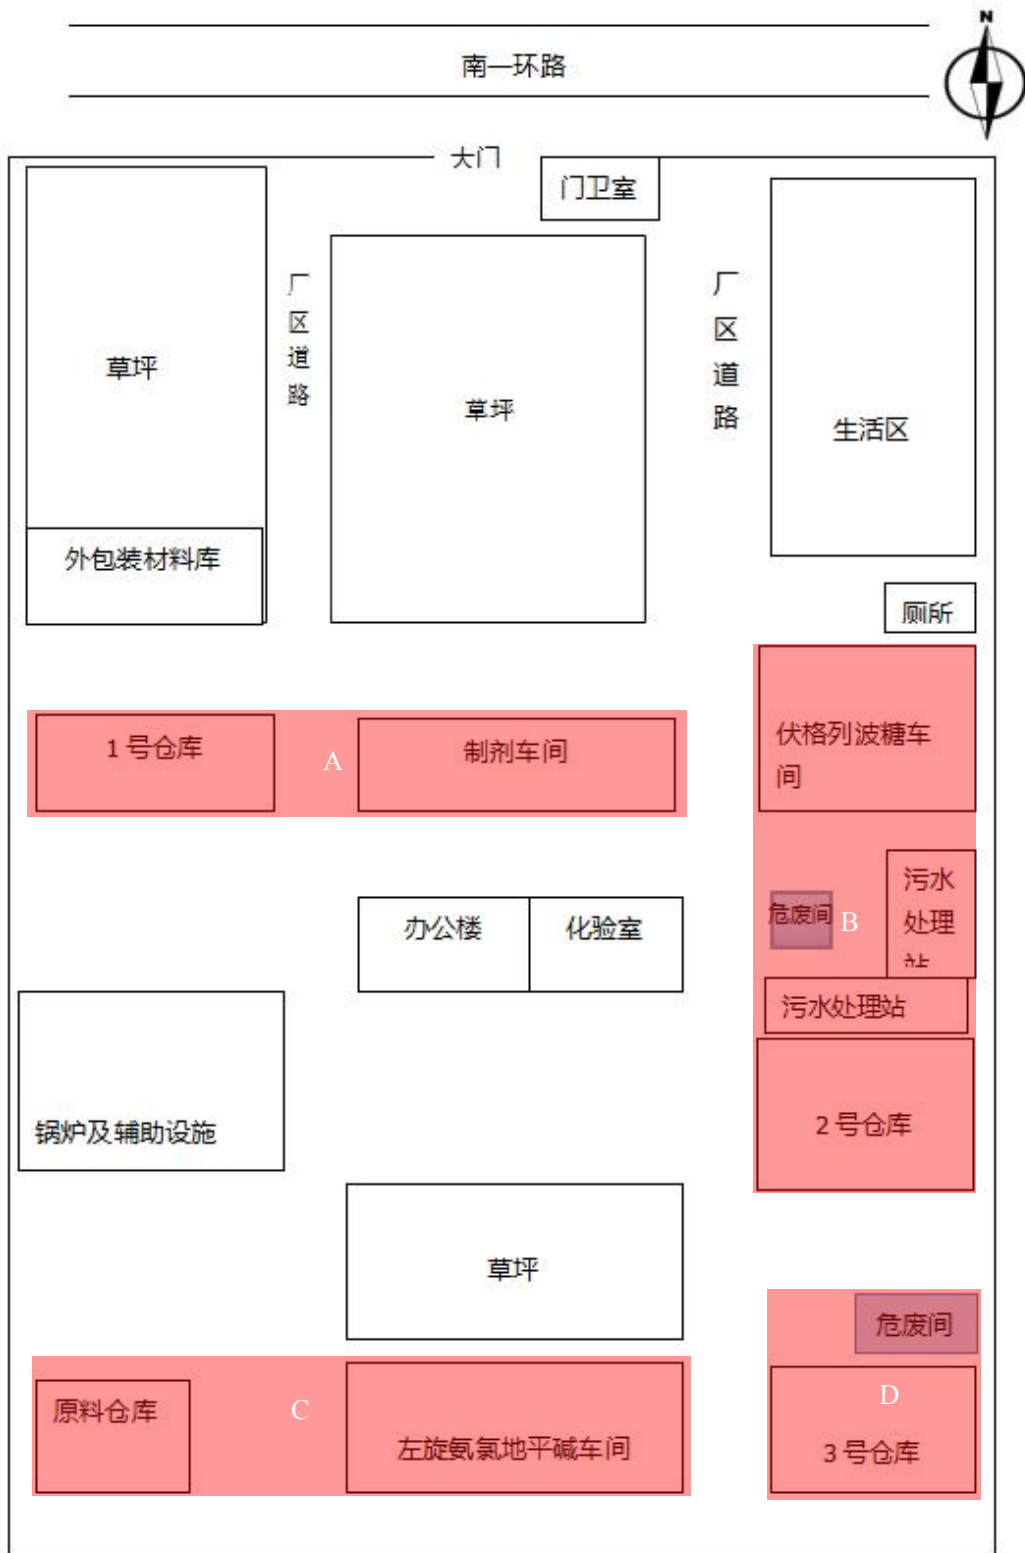 N
南一环路
大门
门卫室
厂区道路
厂区道路
草坪
草坪
生活区
外包装材料库
厕所
1 号仓库
A
制剂车间
伏格列波糖车
间
办公楼
化验室
危废间
B
污水
处理
站
污水处理站
锅炉及辅助设施
2 号仓库
草坪
危废间
原料仓库
C
左旋氨氯地平碱车间
D
3 号仓库